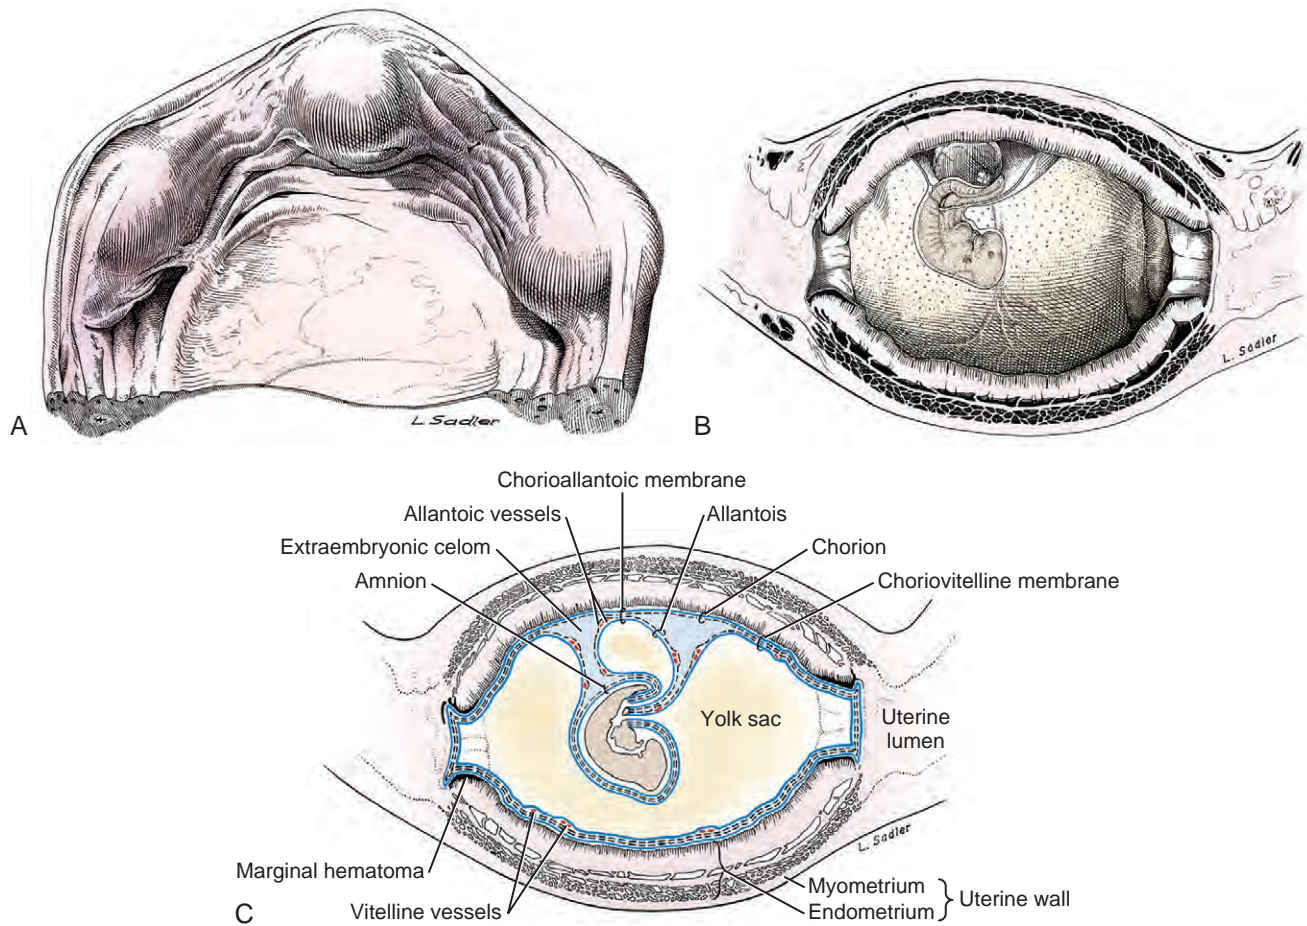 L Sadler
A
L. Sadler
B
Chorioallantoic membrane
Allantoic vessels
Allantois
Extraembryonic celom
Chorion
Amnion
Choriovitelline membrane
Yolk sac
Uterine
lumen
L. Sadler
Marginal hematoma
Myometrium
Uterine wall
Vitelline vessels
Endometrium
C